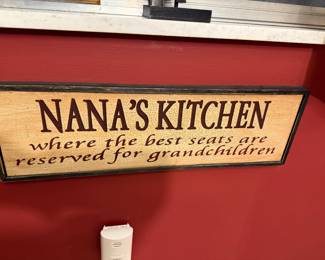 NANA'S KITCHEN
where the best seats are
reserved for grandchildren